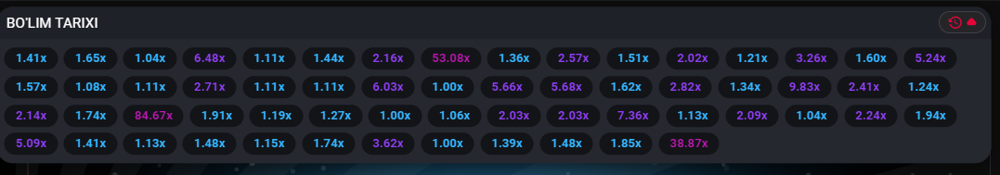 BO'LIM TARIXI
1.41x 1.65x 1.04x 6.48x 1.11x 1.44x 2.16x 53.08x 1.36x 2.57x 1.51x 2.02x 1.21x 3.26x 1.60x 5.24x
1.57x 1.08x 1.11x 2.71x 1.11x 1.11x 6.03x 1.00x 5.66x 5.68x 1.62x 2.82x 1.34x 9.83x 2.41x 1.24x
2.14x 1.74x 84.67x 1.91x 1.19x 1.27x 1.00x 1.06x 2.03x 2.03x 7.36x 1.13x 2.09x 1.04x 2.24x 1.94x
5.09x 1.41x 1.13x 1.48x 1.15x 1.74x 3.62x 1.00x 1.39x 1.48x 1.85x 38.87x